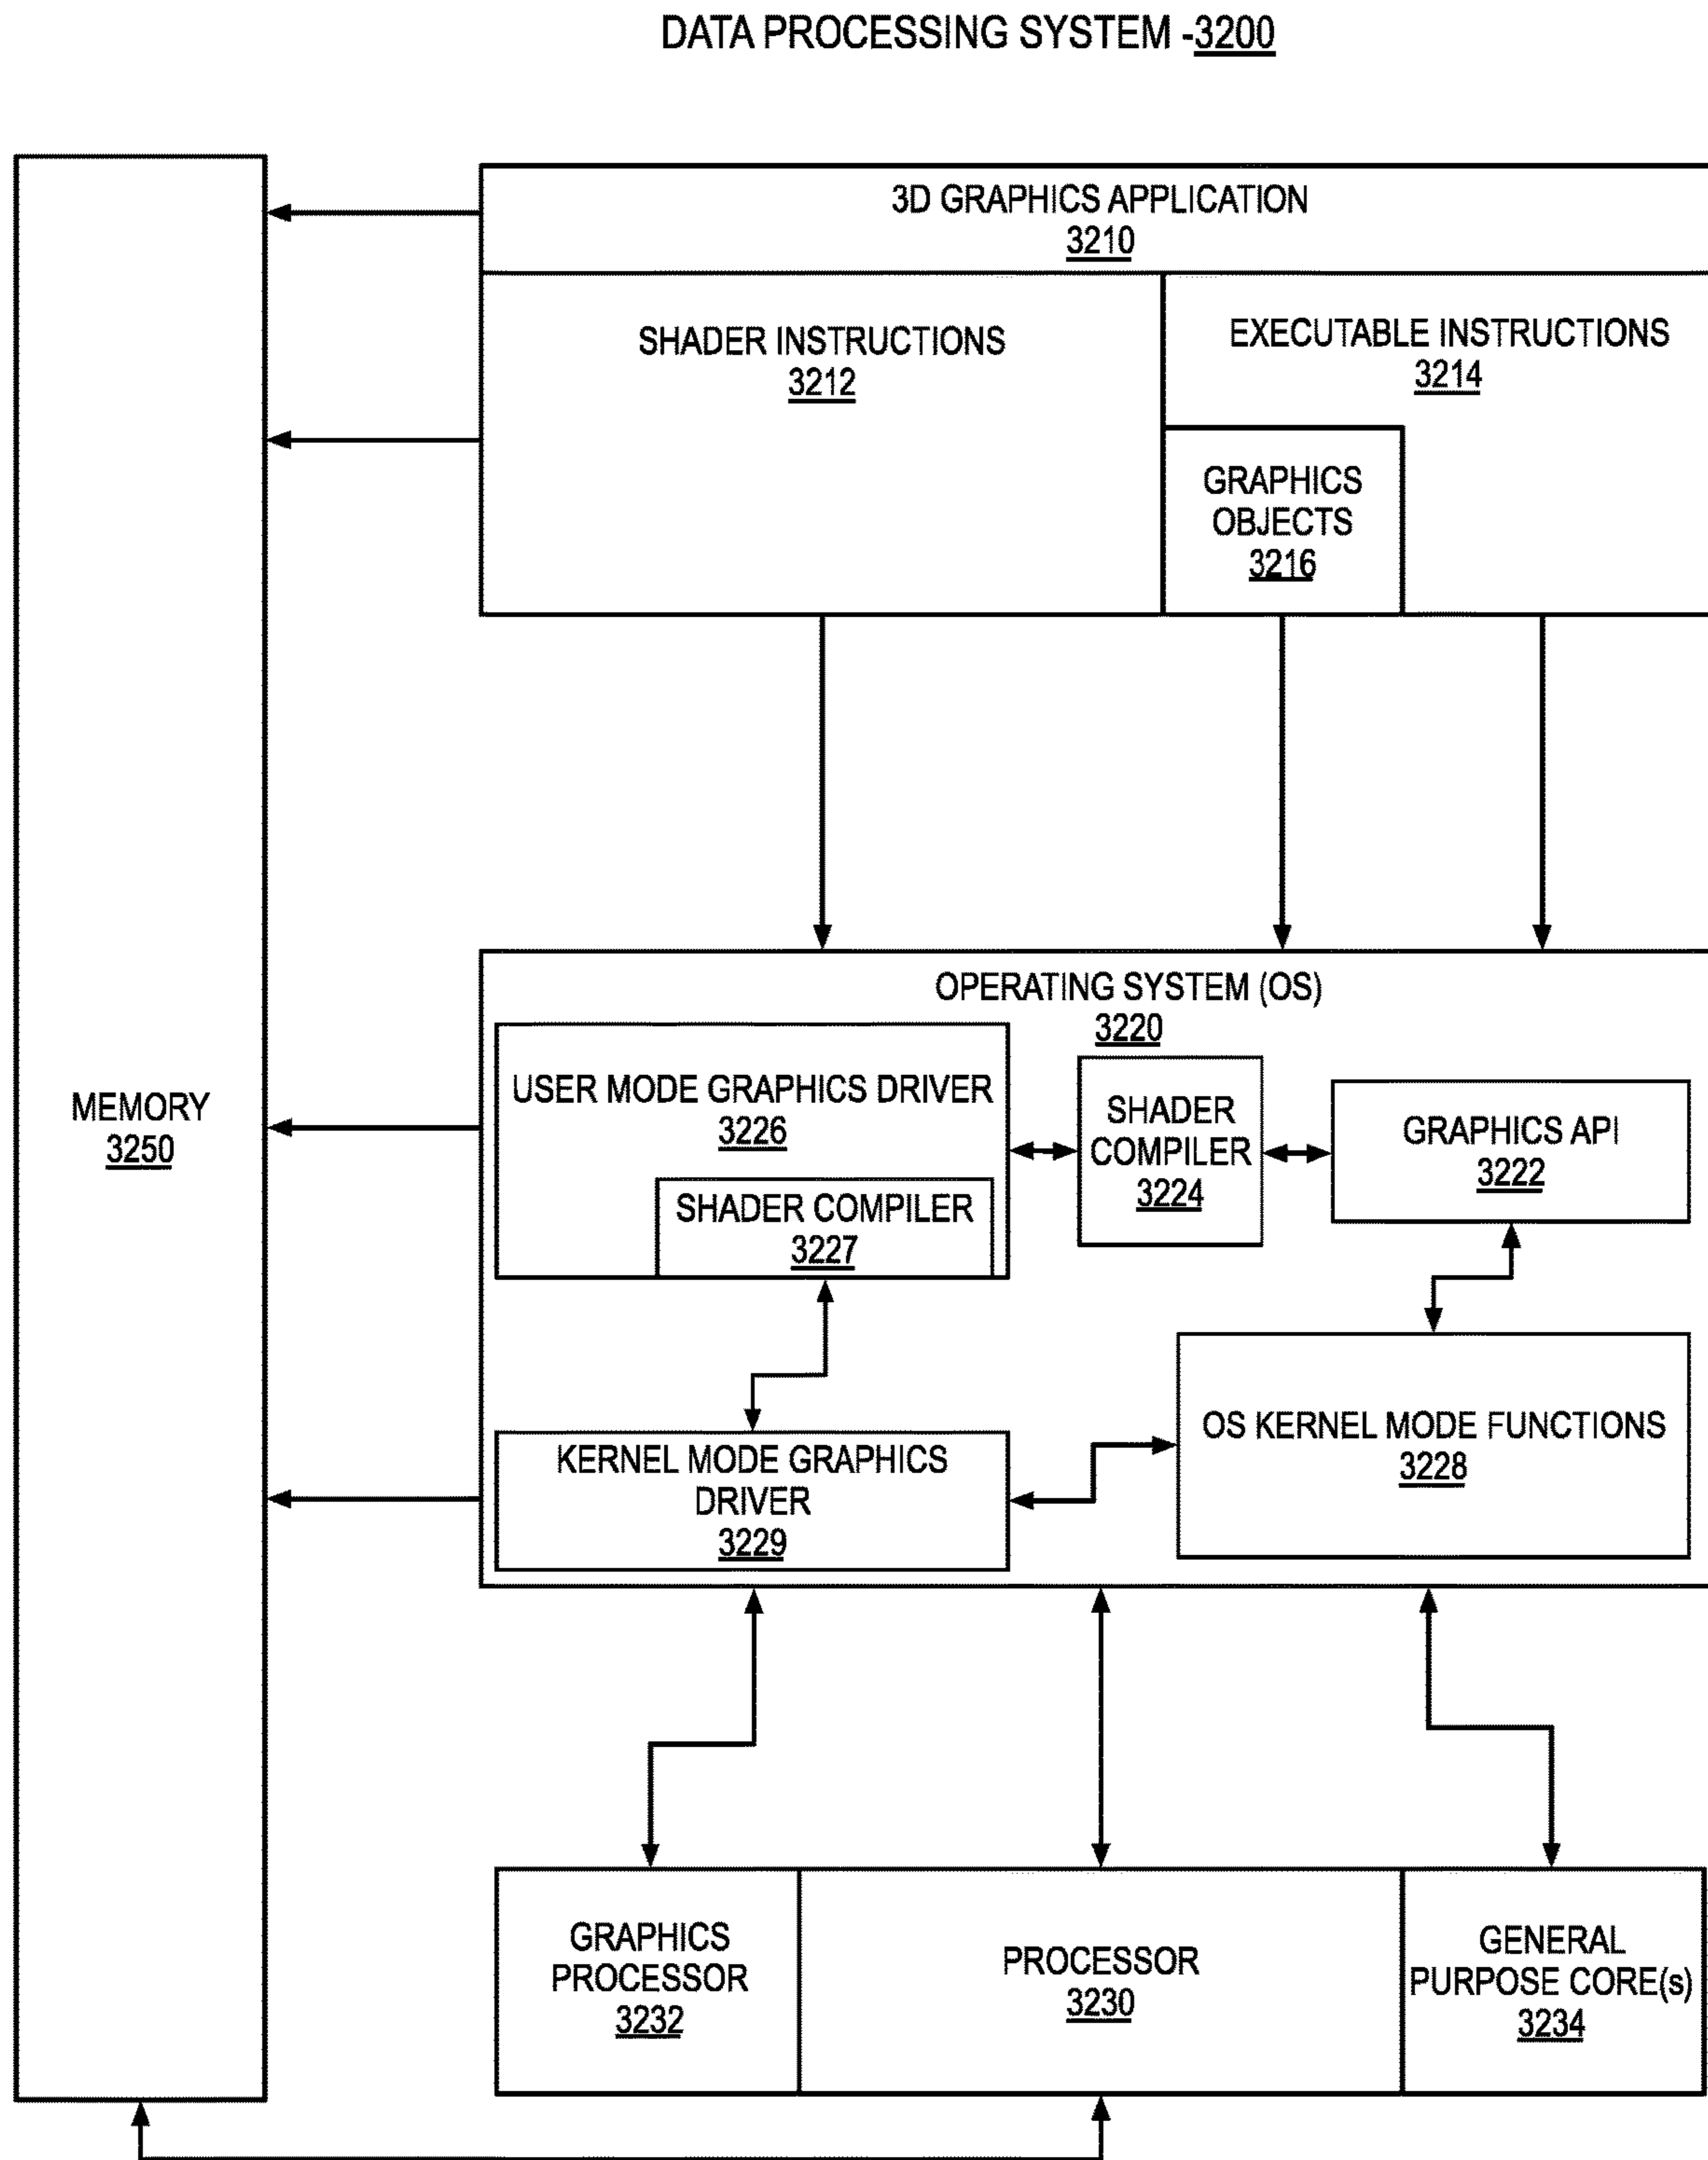 DATA PROCESSING SYSTEM -3200
3D GRAPHICS APPLICATION
3210
SHADER INSTRUCTIONS
3212
EXECUTABLE INSTRUCTIONS
3214
GRAPHICS
OBJECTS
3216
MEMORY
3250
OPERATING SYSTEM (OS)
3220
USER MODE GRAPHICS DRIVER
3226
SHADER COMPILER
3227
SHADER
COMPILER
3224
GRAPHICS API
3222
KERNEL MODE GRAPHICS
DRIVER
3229
OS KERNEL MODE FUNCTIONS
3228
GRAPHICS
PROCESSOR
3232
PROCESSOR
3230
GENERAL
PURPOSE CORE(s)
3234